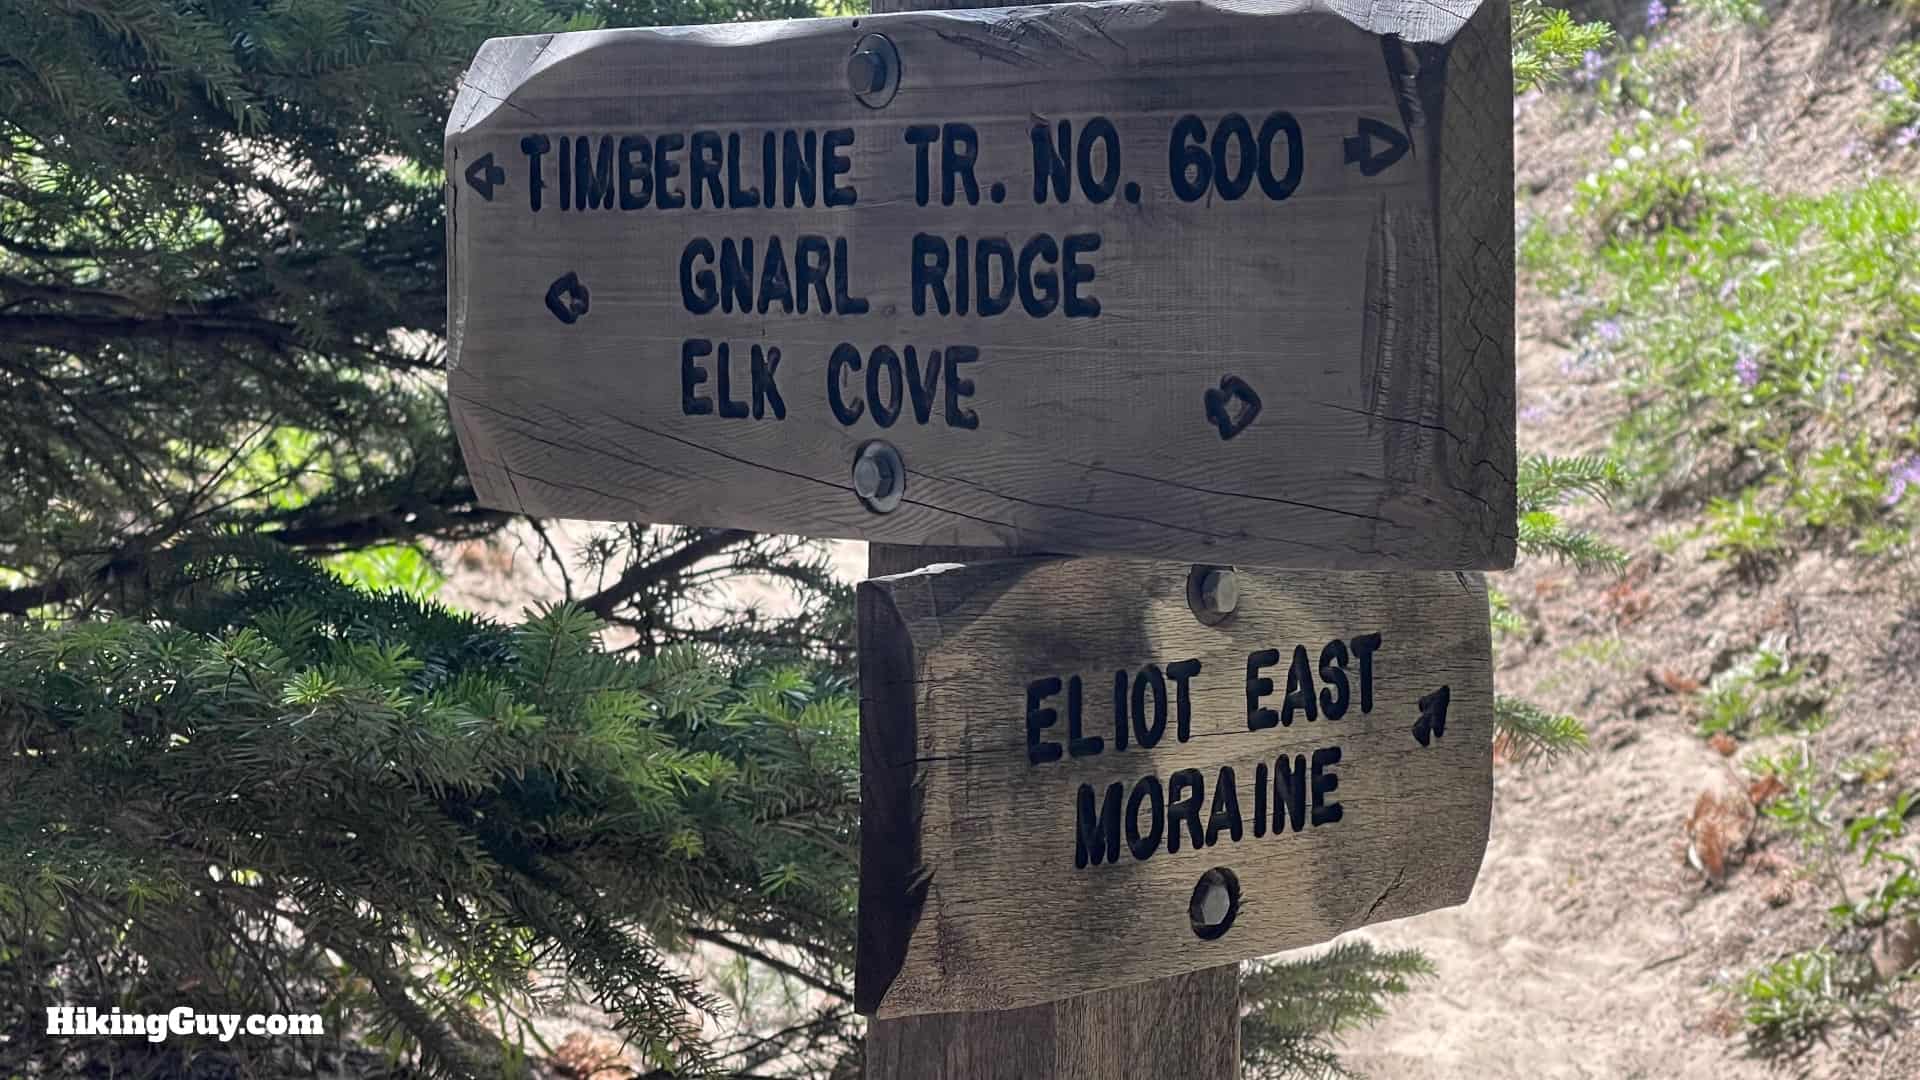 TIMBERLINE TR. NO. 600
GNARL RIDGE
ELK COVE
ELIOT EAST
MORAINE
HikingGuy.com